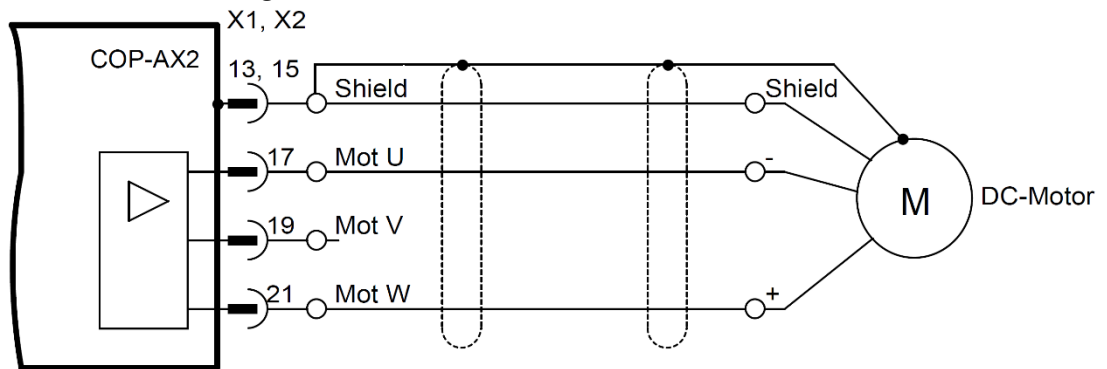 X1, X2
COP-AX2
13, 15
Shield
Shield
17
Mot U
-
19
Mot V
M
DC-Motor
21
Mot W
+